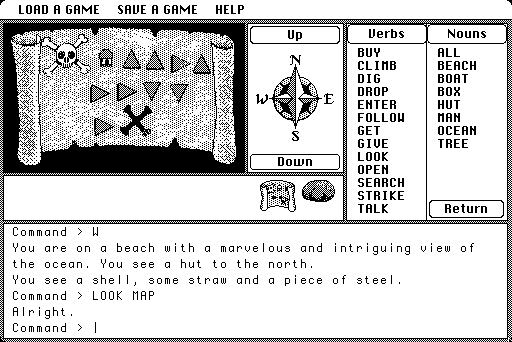 LOAD A GAME SAVE A GAME HELP
Up
N
W E
S
Down
Verbs
BUY
CLIMB
DIG
DROP
ENTER
FOLLOW
GET
GIVE
LOOK
OPEN
SEARCH
STRIKE
TALK
Nouns
ALL
BEACH
BOAT
BOX
HUT
MAN
OCEAN
TREE
Return
Command > W
You are on a beach with a marvelous and intriguing view of
the ocean. You see a hut to the north.
You see a shell, some straw and a piece of steel.
Command > LOOK MAP
Alright.
Command > |